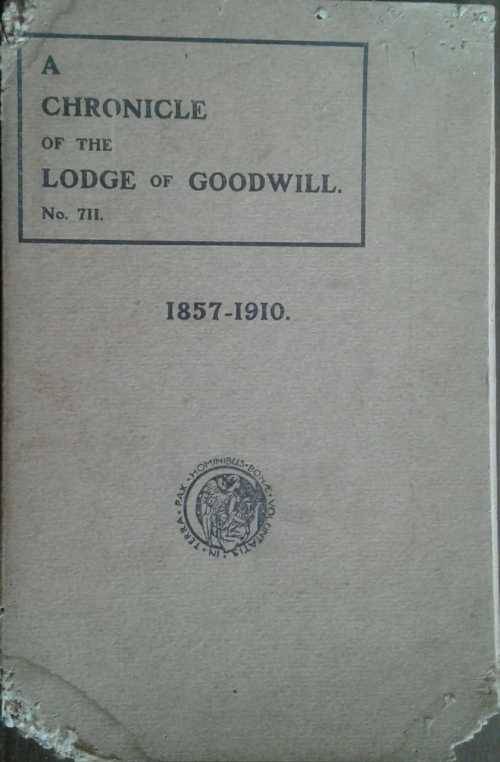 A
CHRONICLE
OF THE
LODGE OF GOODWILL.
No. 711.
1857-1910.
IN · TERRA · PAX · HOMINIBUS · BONÆ · VOLUNTATIS ·